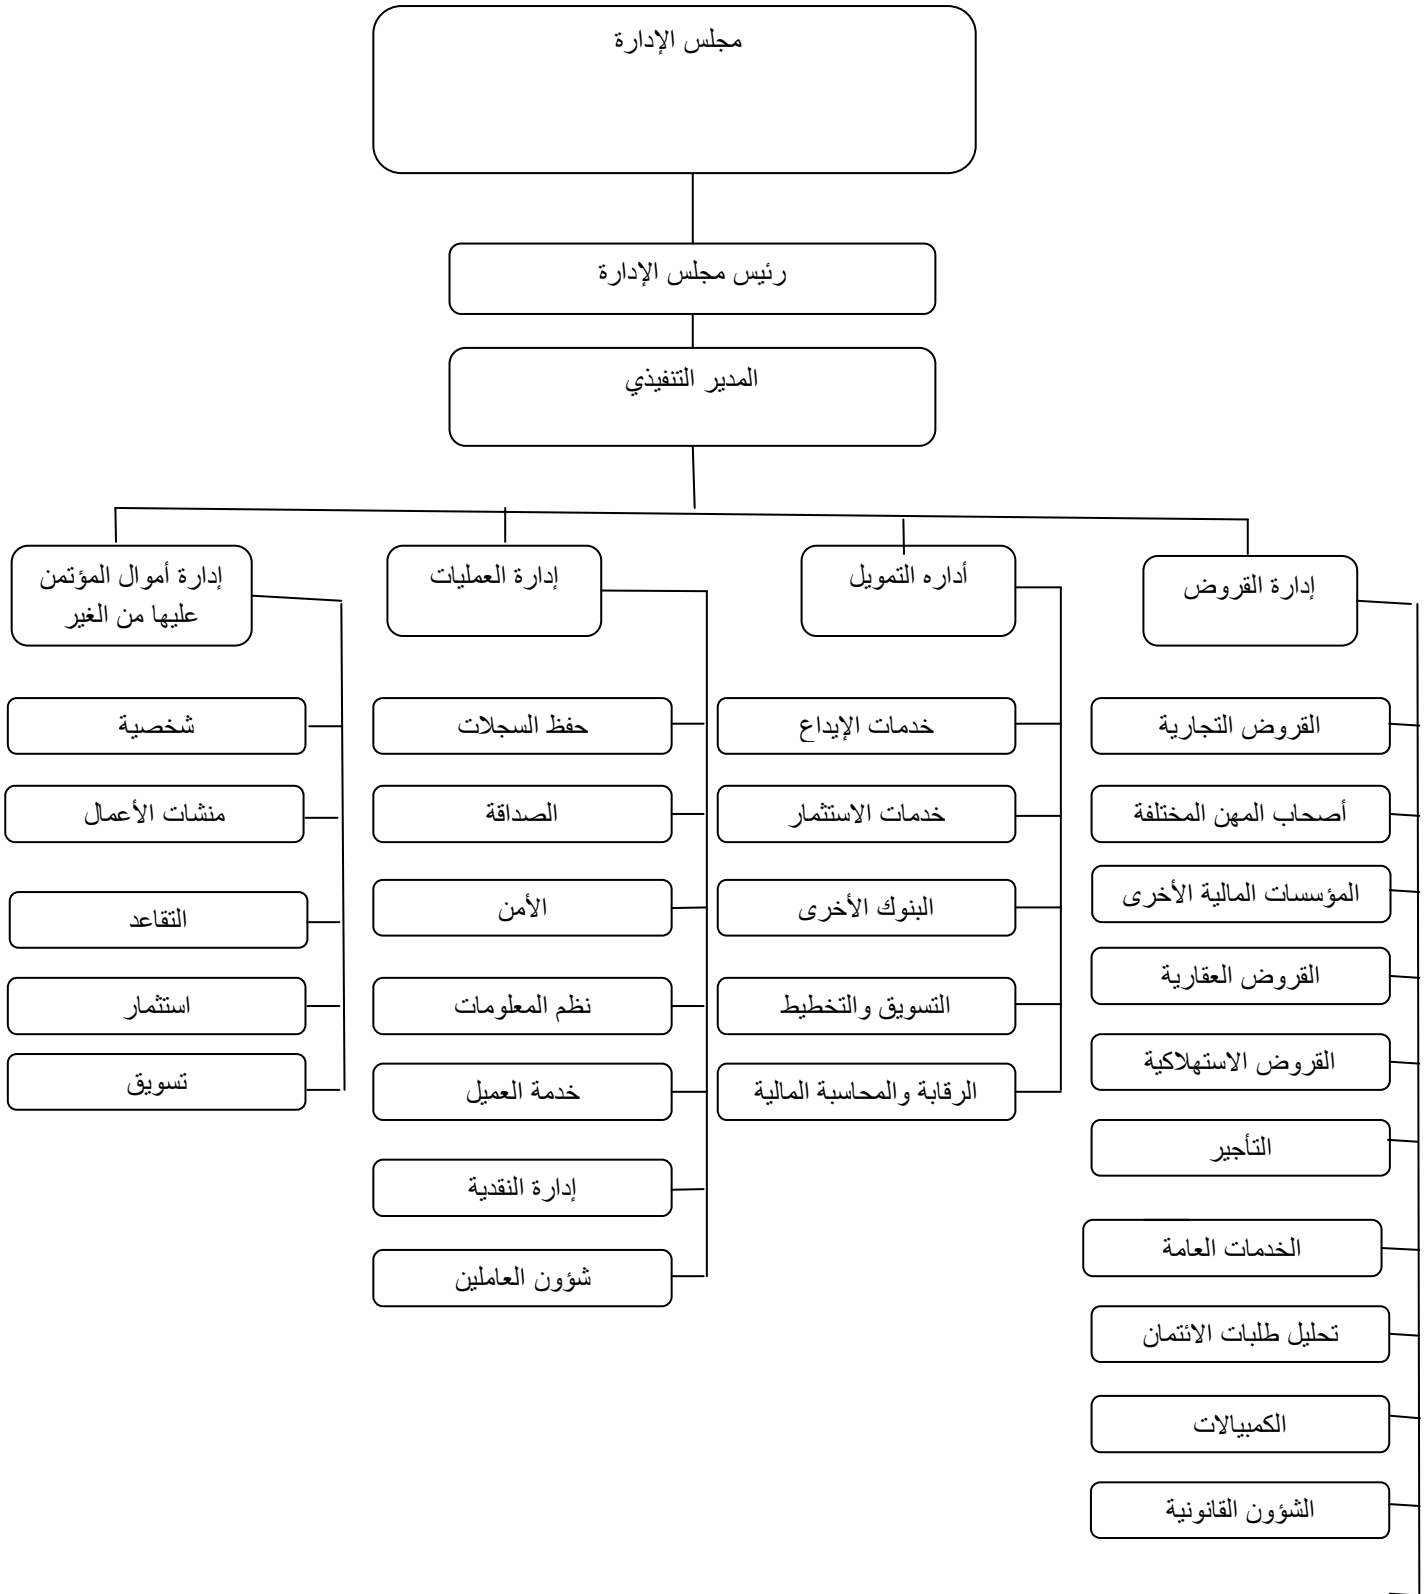 مجلس الإدارة
رئيس مجلس الإدارة
المدير التنفيذي
إدارة القروض
أداره التمويل
إدارة العمليات
إدارة أموال المؤتمن
عليها من الغير
القروض التجارية
أصحاب المهن المختلفة
المؤسسات المالية الأخرى
القروض العقارية
القروض الاستهلاكية
التأجير
الخدمات العامة
تحليل طلبات الائتمان
الكمبيالات
الشؤون القانونية
خدمات الإيداع
خدمات الاستثمار
البنوك الأخرى
التسويق والتخطيط
الرقابة والمحاسبة المالية
حفظ السجلات
الصداقة
الأمن
نظم المعلومات
خدمة العميل
إدارة النقدية
شؤون العاملين
شخصية
منشات الأعمال
التقاعد
استثمار
تسويق